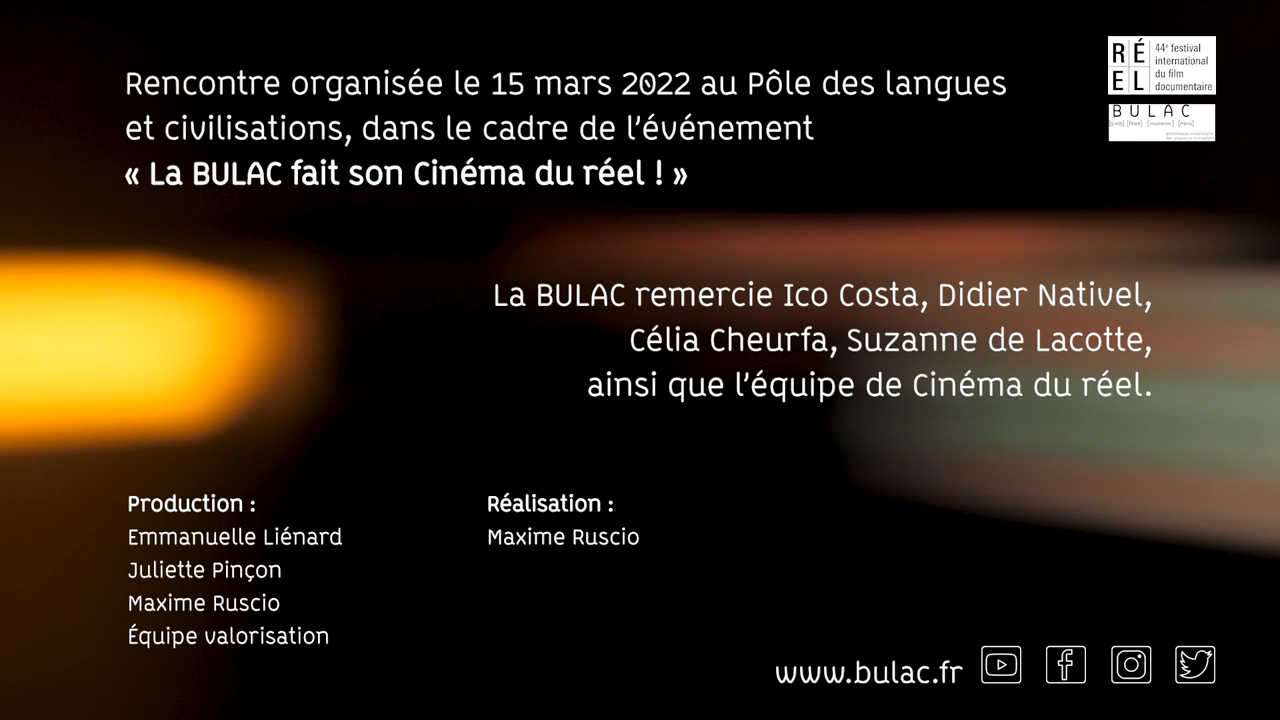 Rencontre organisée le 15 mars 2022 au Pôle des langues
et civilisations, dans le cadre de l'événement
« La BULAC fait son Cinéma du réel ! »
RÉ
EL
44e festival
international
du film
documentaire
BULAC
La BULAC remercie Ico Costa, Didier Nativel,
Célia Cheurfa, Suzanne de Lacotte,
ainsi que l'équipe de Cinéma du réel.
Production :
Emmanuelle Liénard
Juliette Pinçon
Maxime Ruscio
Équipe valorisation
Réalisation :
Maxime Ruscio
www.bulac.fr